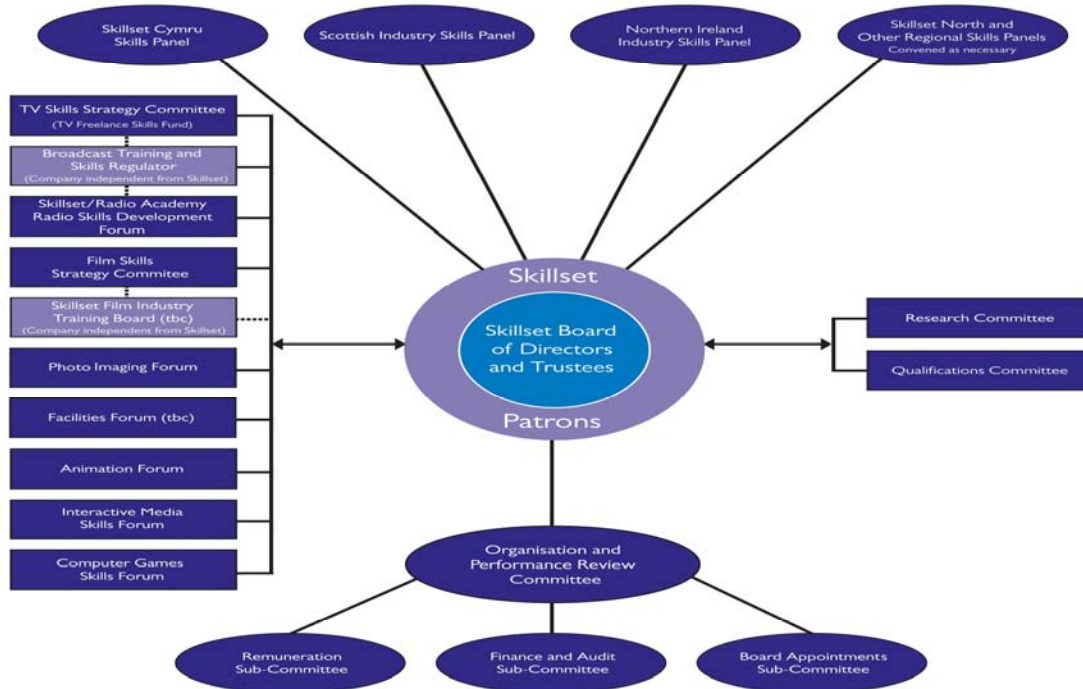 Skillset Cymru
Skills Panel
Scottish Industry Skills Panel
Northern Ireland
Industry Skills Panel
Skillset North and
Other Regional Skills Panels
Convened as necessary
TV Skills Strategy Committee
(TV Freelance Skills Fund)
Broadcast Training and
Skills Regulator
(Company independent from Skillset)
Skillset/Radio Academy
Radio Skills Development
Forum
Film Skills
Strategy Commitee
Skillset Film Industry
Training Board (tbc)
(Company independent from Skillset)
Photo Imaging Forum
Facilities Forum (tbc)
Animation Forum
Interactive Media
Skills Forum
Computer Games
Skills Forum
Skillset
Skillset Board
of Directors
and Trustees
Patrons
Research Committee
Qualifications Committee
Organisation and
Performance Review
Committee
Remuneration
Sub-Committee
Finance and Audit
Sub-Committee
Board Appointments
Sub-Committee